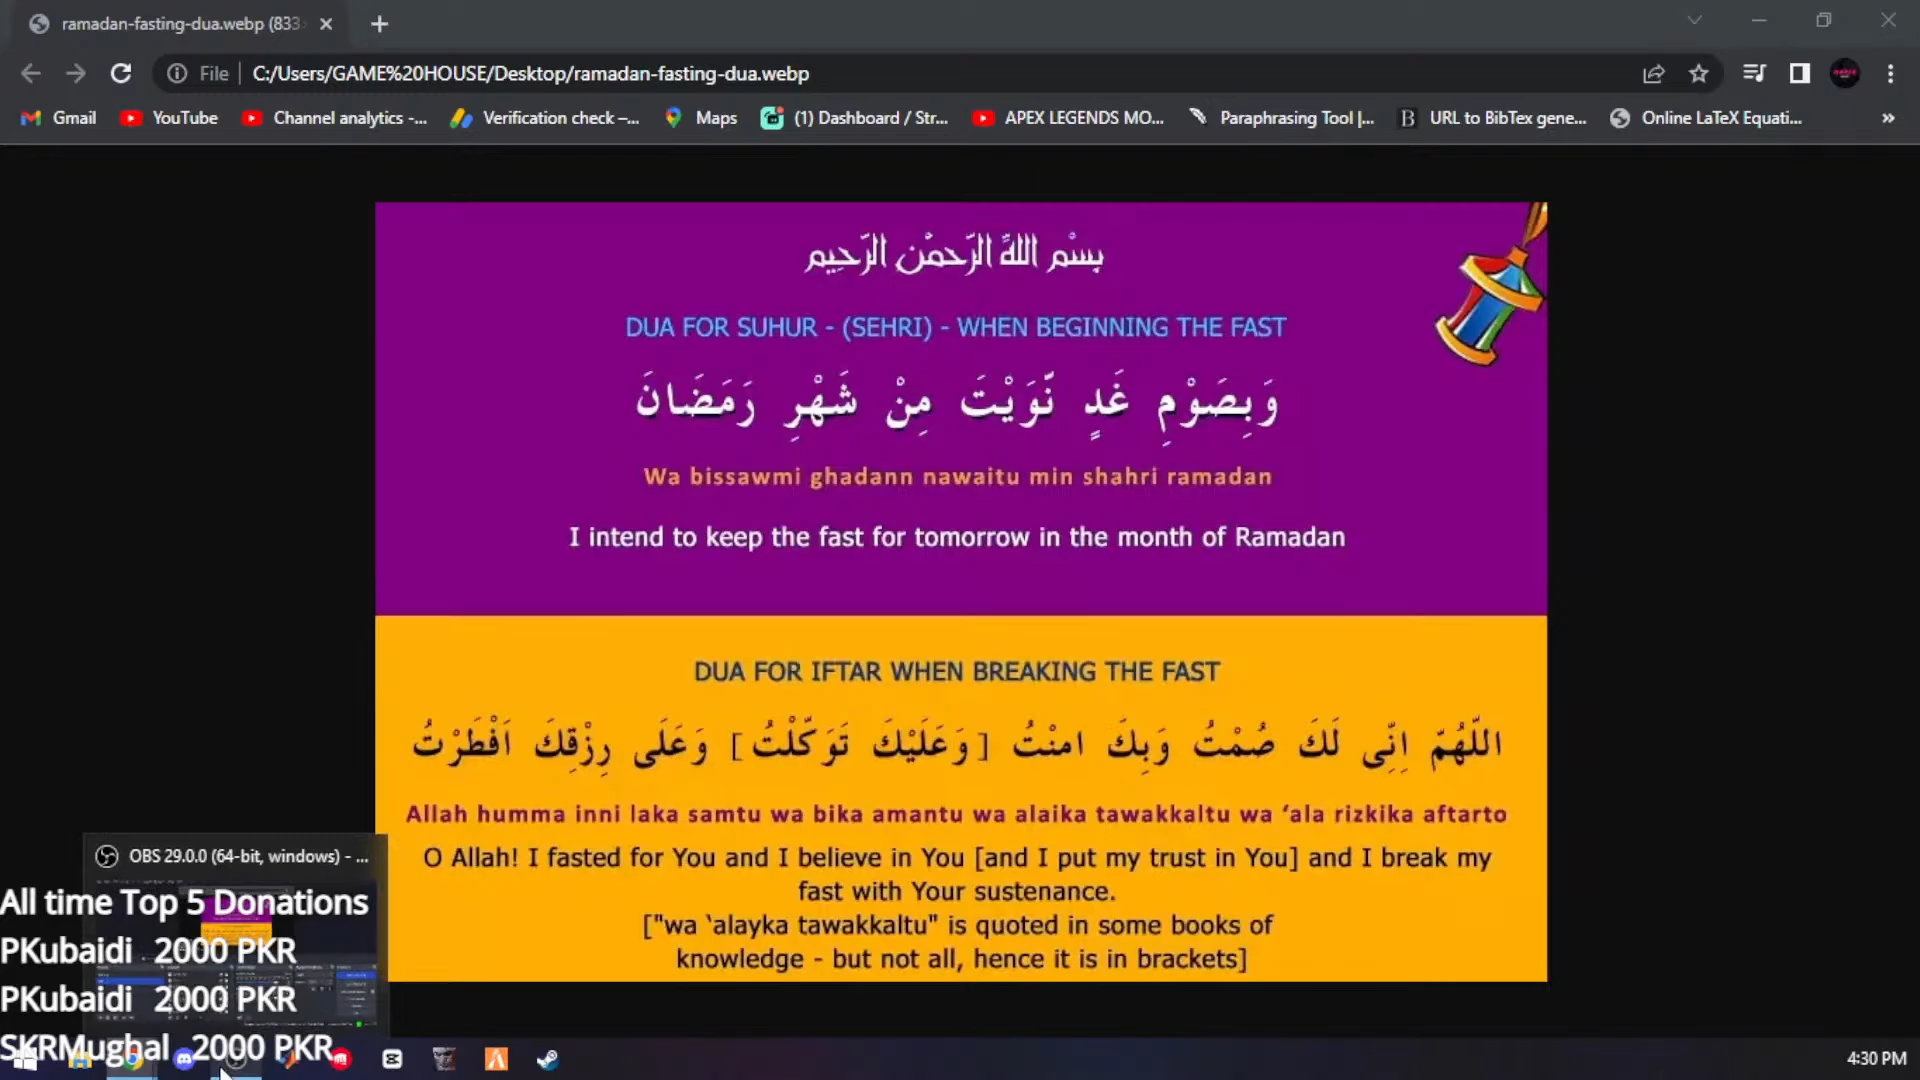 ramadan-fasting-dua.webp (833
File
C:/Users/GAME%20HOUSE/Desktop/ramadan-fasting-dua.webp
Gmail
YouTube
Channel analytics -...
Verification check –...
Maps
(1) Dashboard / Str...
APEX LEGENDS MO...
Paraphrasing Tool |...
URL to BibTex gene...
Online LaTeX Equati...
بِسْمِ اللهِ الرَّحمٰنِ الرَّحِيمِ
DUA FOR SUHUR - (SEHRI) - WHEN BEGINNING THE FAST
وَبِصَوْمِ غَدٍ نَّوَيْتَ مِنْ شَهْرِ رَمَضَانَ
Wa bissawmi ghadann nawaitu min shahri ramadan
I intend to keep the fast for tomorrow in the month of Ramadan
DUA FOR IFTAR WHEN BREAKING THE FAST
اللَّهُمَّ اِنِّى لَكَ صُمْتُ وَبِكَ امنْتُ [وَعَلَيْكَ تَوَكَّلْتُ] وَعَلَى رِزْقِكَ اَفْطَرْتُ
Allah humma inni laka samtu wa bika amantu wa alaika tawakkaltu wa ‘ala rizkika aftarto
O Allah! I fasted for You and I believe in You [and I put my trust in You] and I break my
fast with Your sustenance.
["wa ‘alayka tawakkaltu" is quoted in some books of
knowledge - but not all, hence it is in brackets]
OBS 29.0.0 (64-bit, windows) - ...
All time Top 5 Donations
PKubaidi 2000 PKR
PKubaidi 2000 PKR
SKRMughal 2000 PKR
4:30 PM